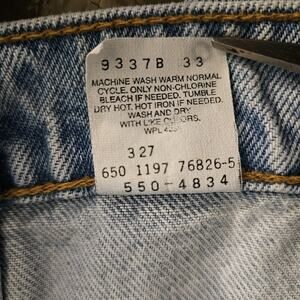 9337B 33
MACHINE WASH WARM NORMAL
CYCLE. ONLY NON-CHLORINE
BLEACH IF NEEDED. TUMBLE
DRY HOT. HOT IRON IF NEEDED.
WASH AND DRY
WITH LIKE COLORS.
WPL
327
650 1197 76826-5
550-4834